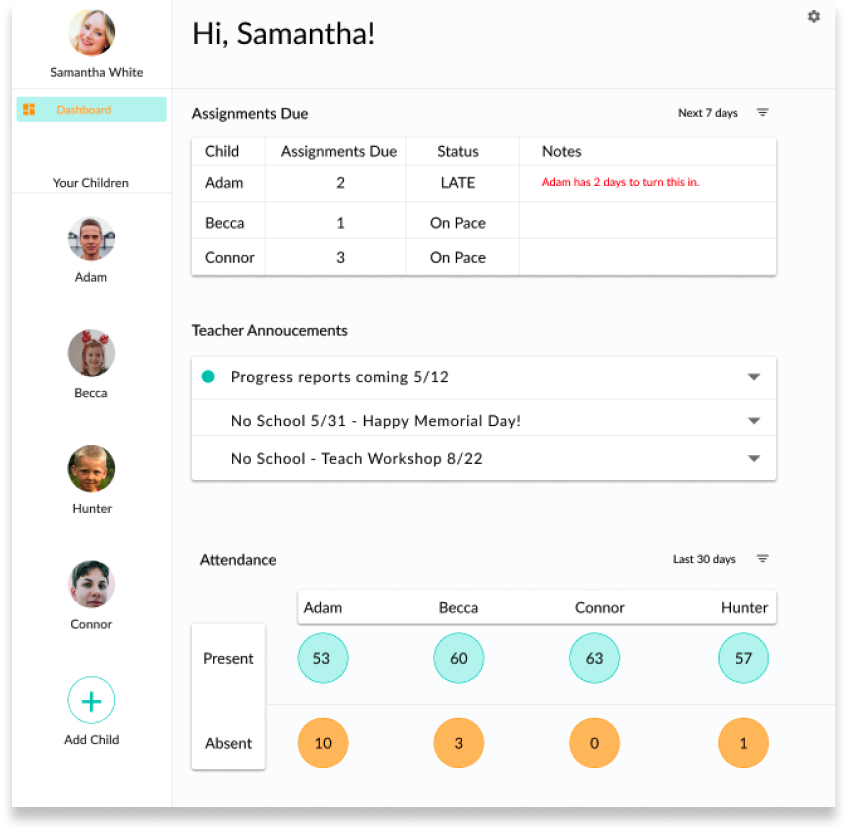 Hi, Samantha!
Samantha White
Dashboard
Your Children
Adam
Becca
Hunter
Connor
Add Child
Assignments Due
Next 7 days
Child Assignments Due Status Notes
Adam 2 LATE Adam has 2 days to turn this in.
Becca 1 On Pace
Connor 3 On Pace
Teacher Annoucements
Progress reports coming 5/12
No School 5/31 - Happy Memorial Day!
No School - Teach Workshop 8/22
Attendance
Last 30 days
Adam Becca Connor Hunter
Present 53 60 63 57
Absent 10 3 0 1